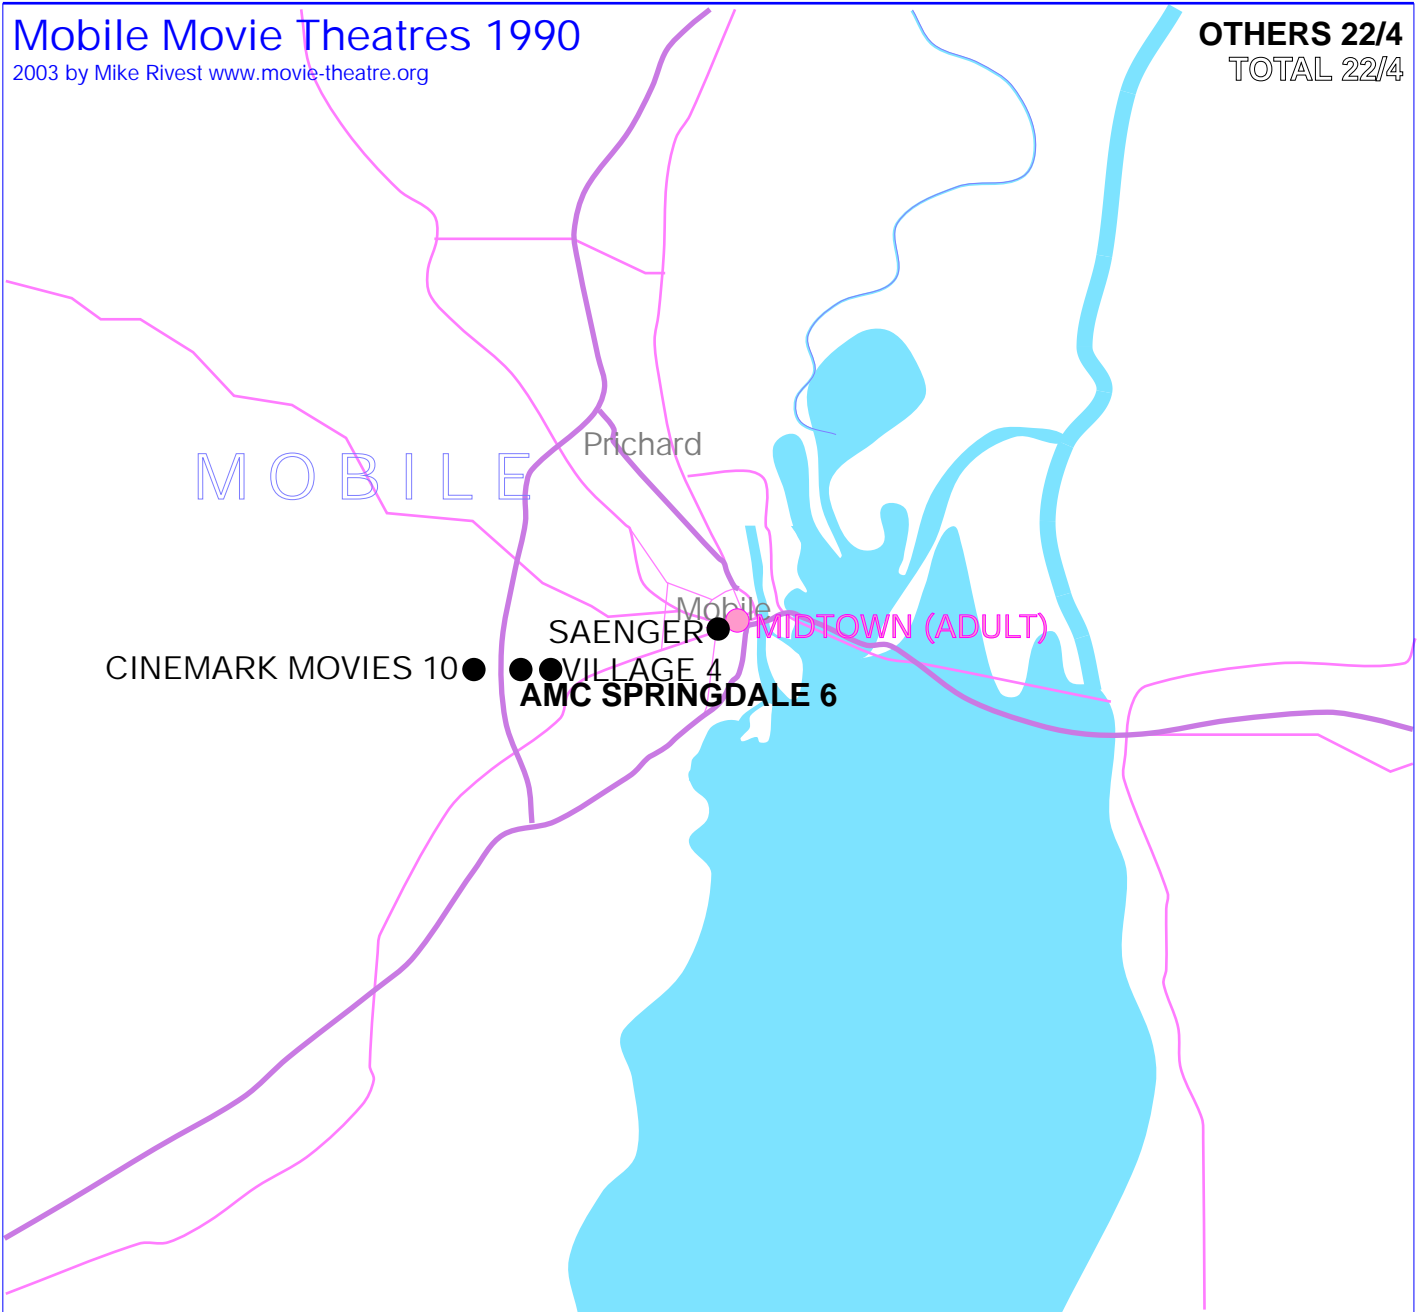 Mobile Movie Theatres 1990
2003 by Mike Rivest www.movie-theatre.org
OTHERS 22/4
TOTAL 22/4
Prichard
MOBILE
Mobile
SAENGER
MIDTOWN (ADULT)
CINEMARK MOVIES 10
VILLAGE 4
AMC SPRINGDALE 6